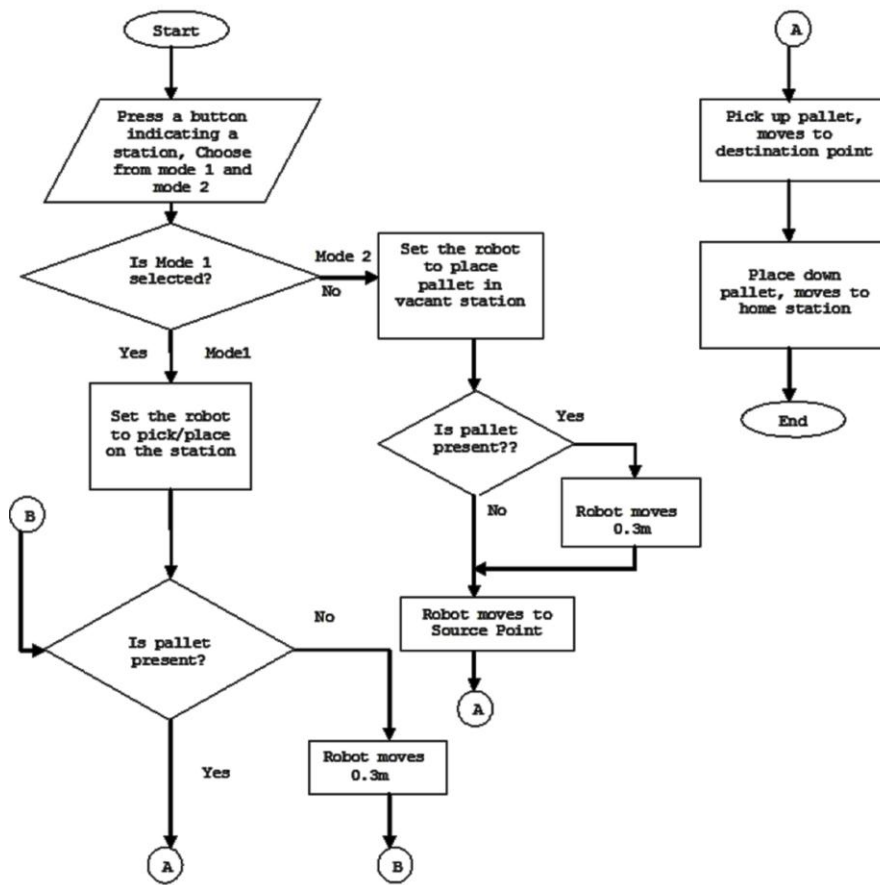 Start
Press a button
indicating a
station, Choose
from mode 1 and
mode 2
Is Mode 1
selected?
Mode 2
No
Set the robot
to place
pallet in
vacant station
Yes
Mode1
Set the robot
to pick/place
on the station
Is pallet
present??
Yes
No
Robot moves
0.3m
Robot moves to
Source Point
A
B
Is pallet
present?
No
Yes
Robot moves
0.3m
A
B
A
Pick up pallet,
moves to
destination point
Place down
pallet, moves to
home station
End